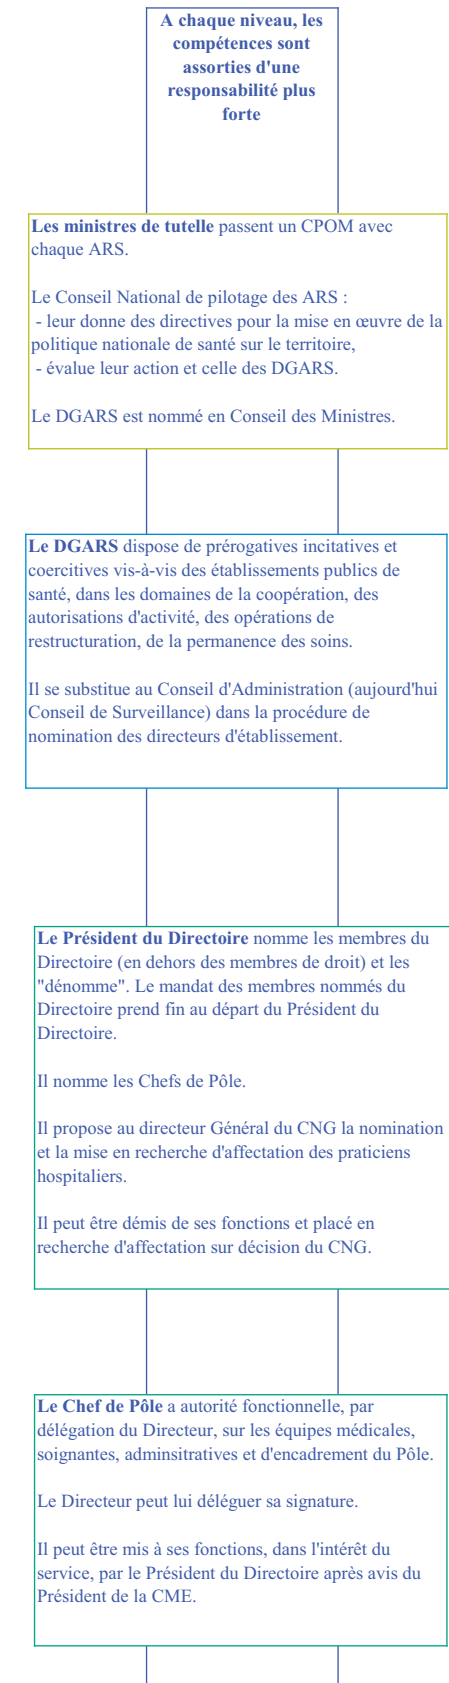 A chaque niveau, les
compétences sont
assorties d'une
responsabilité plus
forte
Les ministres de tutelle passent un CPOM avec
chaque ARS.
Le Conseil National de pilotage des ARS :
- leur donne des directives pour la mise en œuvre de la
politique nationale de santé sur le territoire,
- évalue leur action et celle des DGARS.
Le DGARS est nommé en Conseil des Ministres.
Le DGARS dispose de prérogatives incitatives et
coercitives vis-à-vis des établissements publics de
santé, dans les domaines de la coopération, des
autorisations d'activité, des opérations de
restructuration, de la permanence des soins.
Il se substitue au Conseil d'Administration (aujourd'hui
Conseil de Surveillance) dans la procédure de
nomination des directeurs d'établissement.
Le Président du Directoire nomme les membres du
Directoire (en dehors des membres de droit) et les
"dénomme". Le mandat des membres nommés du
Directoire prend fin au départ du Président du
Directoire.
Il nomme les Chefs de Pôle.
Il propose au directeur Général du CNG la nomination
et la mise en recherche d'affectation des praticiens
hospitaliers.
Il peut être démis de ses fonctions et placé en
recherche d'affectation sur décision du CNG.
Le Chef de Pôle a autorité fonctionnelle, par
délégation du Directeur, sur les équipes médicales,
soignantes, adminsitratives et d'encadrement du Pôle.
Le Directeur peut lui déléguer sa signature.
Il peut être mis à ses fonctions, dans l'intérêt du
service, par le Président du Directoire après avis du
Président de la CME.